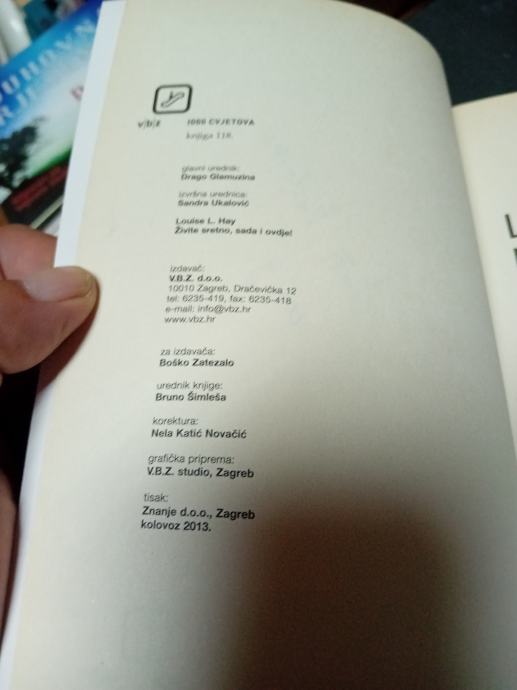 v|b|z 1000 CVJETOVA
knjiga 118.
glavni urednik:
Drago Glamuzina
izvršna urednica:
Sandra Ukalović
Louise L. Hay
Živite sretno, sada i ovdje!
izdavač:
V.B.Z. d.o.o.
10010 Zagreb, Dračevička 12
tel: 6235-419, fax: 6235-418
e-mail: info@vbz.hr
www.vbz.hr
za izdavača:
Boško Zatezalo
urednik knjige:
Bruno Šimleša
korektura:
Nela Katić Novačić
grafička priprema:
V.B.Z. studio, Zagreb
tisak:
Znanje d.o.o., Zagreb
kolovoz 2013.
L